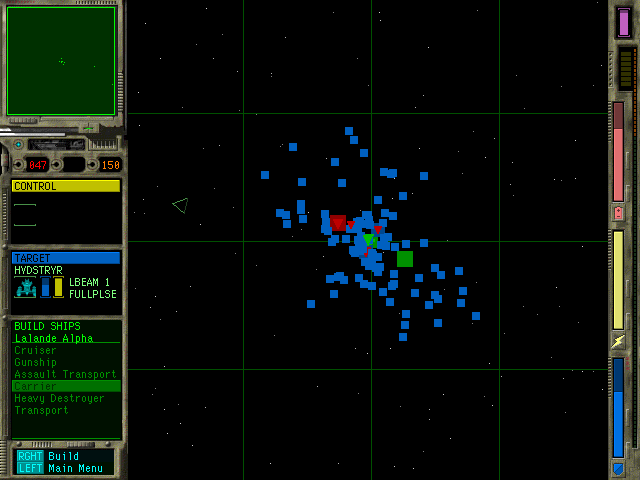 047
150
CONTROL
TARGET
HYDSTRYR
LBEAM 1
FULLPLSE
BUILD SHIPS
Lalande Alpha
Cruiser
Gunship
Assault Transport
Carrier
Heavy Destroyer
Transport
RGHT Build
LEFT Main Menu